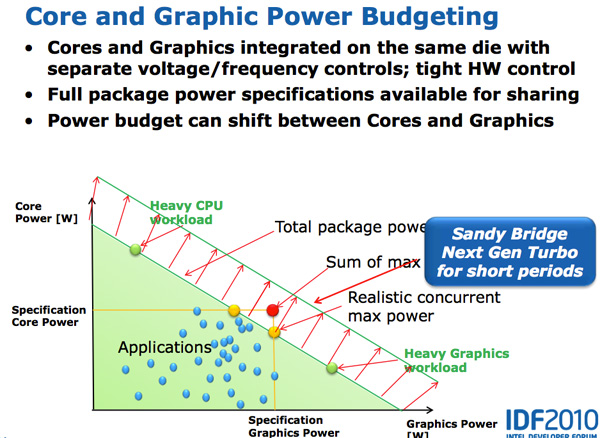 Core and Graphic Power Budgeting
• Cores and Graphics integrated on the same die with
separate voltage/frequency controls; tight HW control
• Full package power specifications available for sharing
• Power budget can shift between Cores and Graphics
Core
Power [W]
Heavy CPU
workload
Total package powe
Sum of max
Sandy Bridge
Next Gen Turbo
for short periods
Realistic concurrent
max power
Specification
Core Power
Applications
Heavy Graphics
workload
Specification
Graphics Power
Graphics Power
[W]
IDF2010
INTEL DEVELOPER FORUM